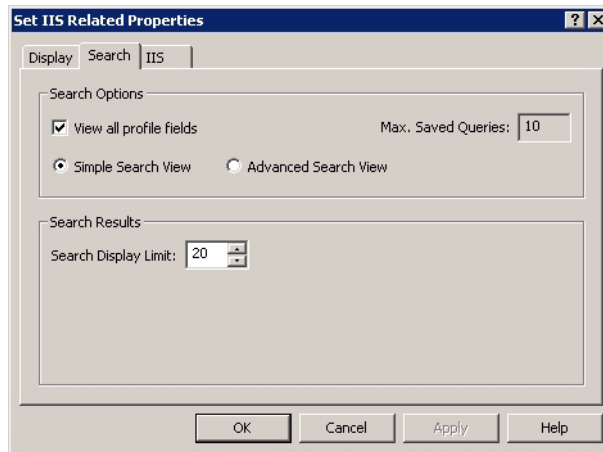 Set IIS Related Properties
Display Search IIS
Search Options
View all profile fields Max. Saved Queries: 10
Simple Search View Advanced Search View
Search Results
Search Display Limit: 20
OK Cancel Apply Help